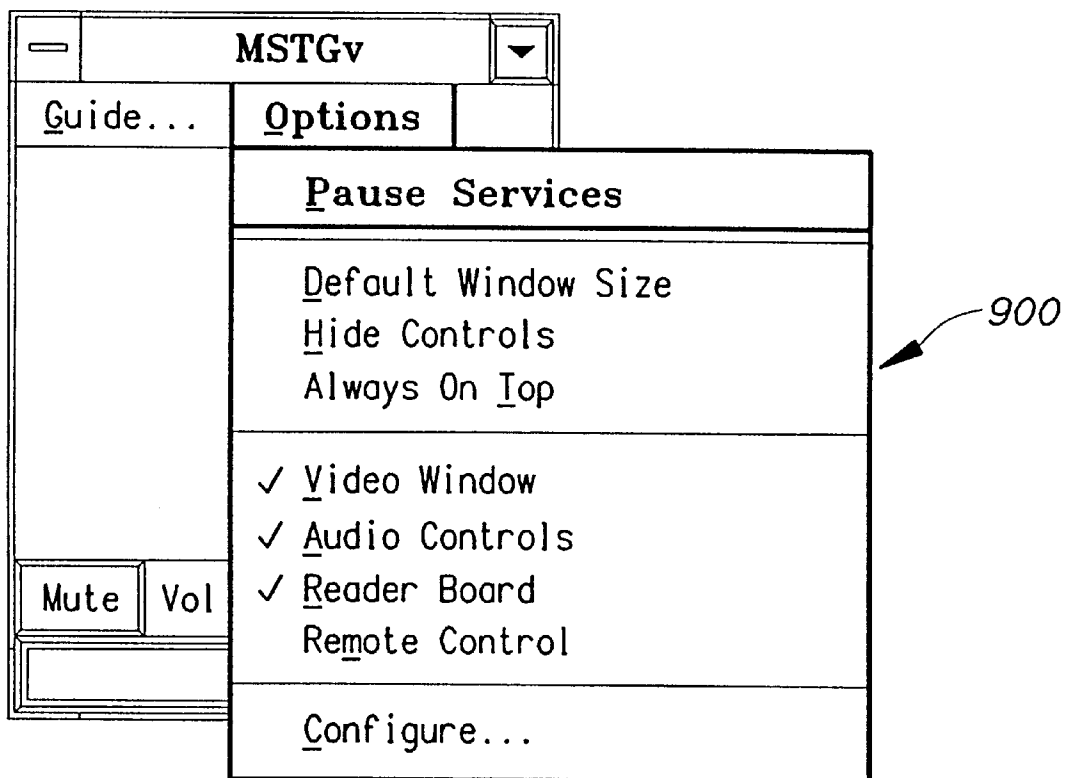 MSTGv
Guide... Options
Pause Services
Default Window Size
Hide Controls
900
Always On Top
✓ Video Window
✓ Audio Controls
✓ Reader Board
Mute Vol
Remote Control
Configure...